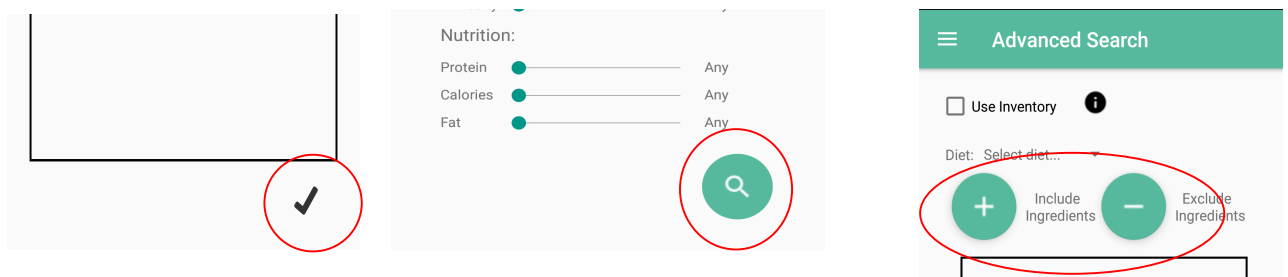 Nutrition:
Protein Any
Calories Any
Fat Any
Advanced Search
Use Inventory
Diet: Select diet...
Include Ingredients
Exclude Ingredients